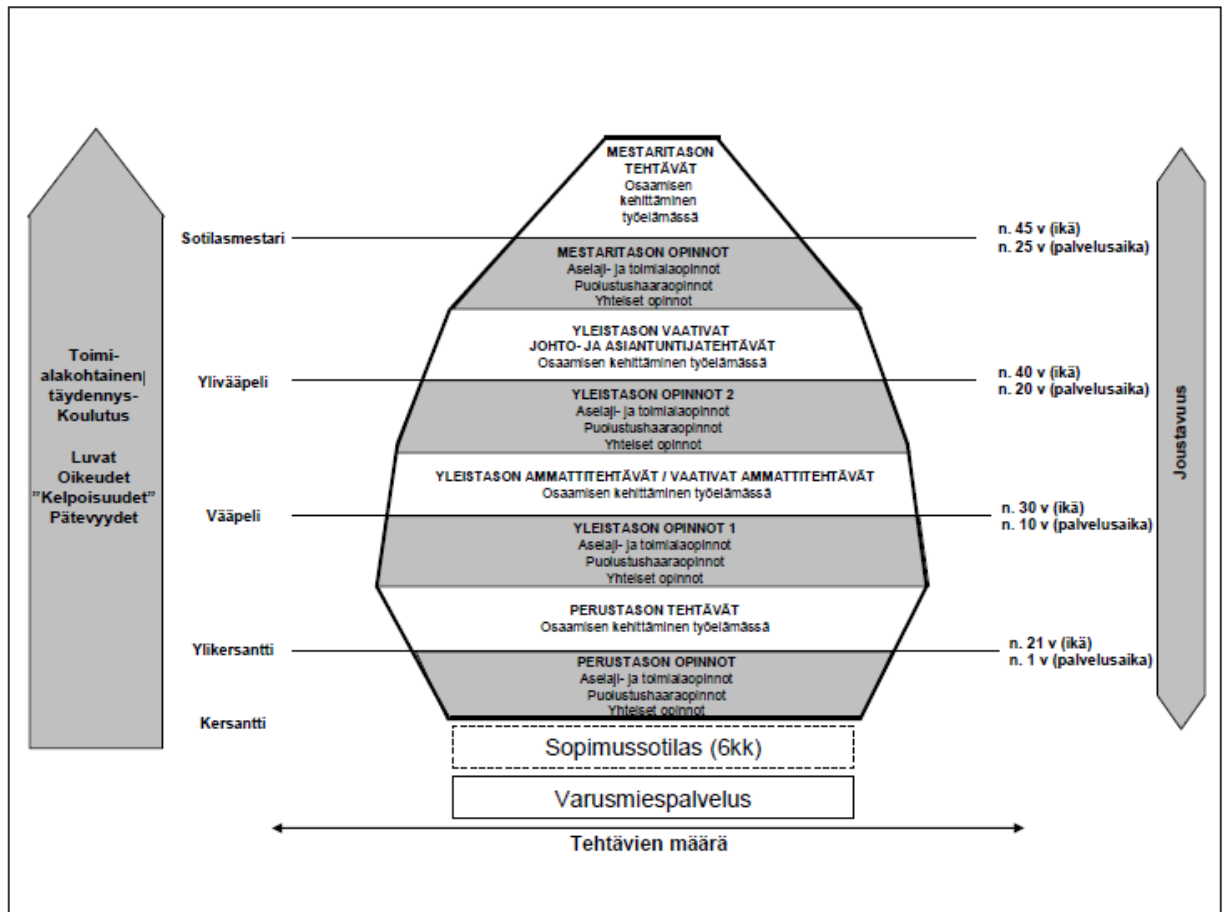 MESTARITASON
TEHTÄVÄT
Osaamisen
kehittäminen
työelämässä
Sotilasmestari
n. 45 v (ikä)
n. 25 v (palvelusaika)
MESTARITASON OPINNOT
Aselaji- ja toimialaopinnot
Puolustushaaraopinnot
Yhteiset opinnot
YLEISTASON VAATIVAT
JOHTO- JA ASIANTUNTIJATEHTÄVÄT
Osaamisen kehittäminen työelämässä
Ylivääpeli
n. 40 v (ikä)
n. 20 v (palvelusaika)
YLEISTASON OPINNOT 2
Aselaji- ja toimialaopinnot
Puolustushaaraopinnot
Yhteiset opinnot
YLEISTASON AMMATTITEHTÄVÄT / VAATIVAT AMMATTITEHTÄVÄT
Osaamisen kehittäminen työelämässä
Vääpeli
n. 30 v (ikä)
n. 10 v (palvelusaika)
YLEISTASON OPINNOT 1
Aselaji- ja toimialaopinnot
Puolustushaaraopinnot
Yhteiset opinnot
PERUSTASON TEHTÄVÄT
Osaamisen kehittäminen työelämässä
Ylikersantti
n. 21 v (ikä)
n. 1 v (palvelusaika)
PERUSTASON OPINNOT
Aselaji- ja toimialaopinnot
Puolustushaaraopinnot
Yhteiset opinnot
Kersantti
Sopimussotilas (6kk)
Varusmiespalvelus
Tehtävien määrä
Toimi-
alakohtainen
täydennys-
Koulutus
Luvat
Oikeudet
”Kelpoisuudet”
Pätevyydet
Joustavuus